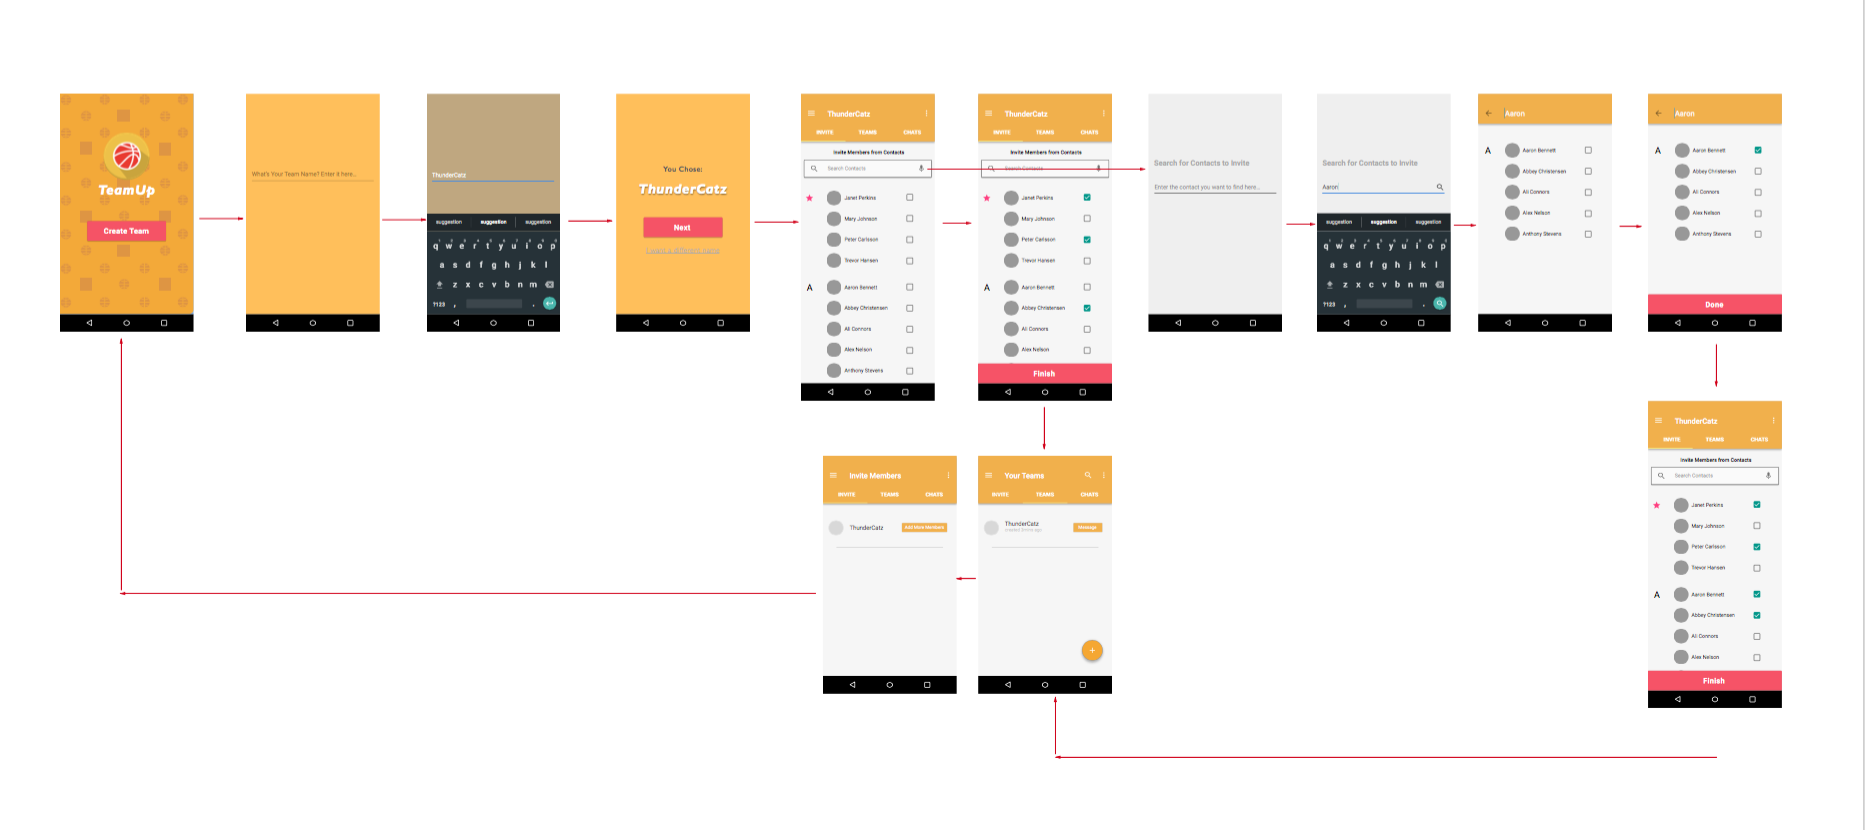 TeamUp
Create Team
What's Your Team Name? Enter it here...
ThunderCatz
suggestion suggestion suggestion
q w e r t y u i o p
a s d f g h j k l
z x c v b n m
?123 , .
You Chose:
ThunderCatz
Next
I want a different name
ThunderCatz
INVITE TEAMS CHATS
Invite Members from Contacts
Search Contacts
Janet Perkins
Mary Johnson
Peter Carlsson
Trevor Hansen
A Aaron Bennett
Abbey Christensen
Ali Connors
Alex Nelson
Anthony Stevens
ThunderCatz
INVITE TEAMS CHATS
Invite Members from Contacts
Search Contacts
Janet Perkins
Mary Johnson
Peter Carlsson
Trevor Hansen
A Aaron Bennett
Abbey Christensen
Ali Connors
Alex Nelson
Finish
Search for Contacts to Invite
Enter the contact you want to find here...
Search for Contacts to Invite
Aaron
suggestion suggestion suggestion
q w e r t y u i o p
a s d f g h j k l
z x c v b n m
?123 , .
Aaron
A Aaron Bennett
Abbey Christensen
Ali Connors
Alex Nelson
Anthony Stevens
Aaron
A Aaron Bennett
Abbey Christensen
Ali Connors
Alex Nelson
Anthony Stevens
Done
Invite Members
INVITE TEAMS CHATS
ThunderCatz Add More Members
Your Teams
INVITE TEAMS CHATS
ThunderCatz
Message
ThunderCatz
INVITE TEAMS CHATS
Invite Members from Contacts
Search Contacts
Janet Perkins
Mary Johnson
Peter Carlsson
Trevor Hansen
A Aaron Bennett
Abbey Christensen
Ali Connors
Alex Nelson
Finish